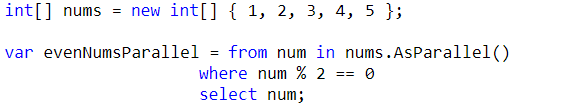 int[] nums = new int[] { 1, 2, 3, 4, 5 };
var evenNumsParallel = from num in nums.AsParallel()
where num % 2 == 0
select num;